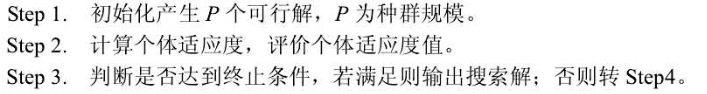 Step 1. 初始化产生 P 个可行解，P 为种群规模。
Step 2. 计算个体适应度，评价个体适应度值。
Step 3. 判断是否达到终止条件，若满足则输出搜索解；否则转 Step4。